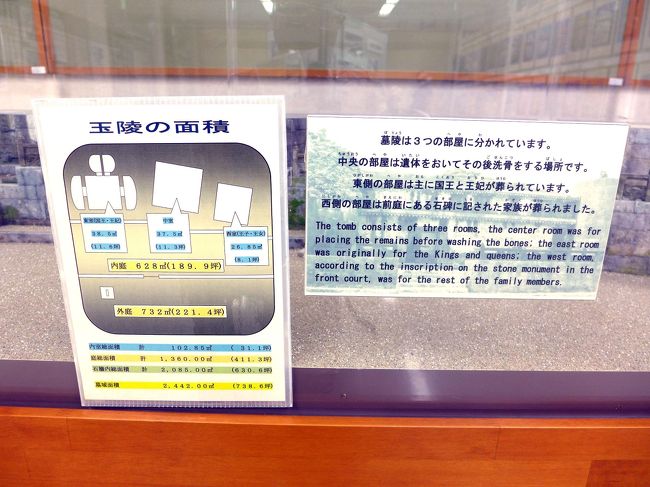 玉陵の面積
東室(国王・王妃)
38.5㎡
(11.6坪)
中室
37.5㎡
(11.3坪)
西室(王子・王女)
26.85㎡
(8.1坪)
内庭 628㎡(189.9坪)
外庭 732㎡(221.4坪)
内室総面積 計 102.85㎡ (31.1坪)
庭総面積 計 1,360.00㎡ (411.3坪)
石牆内総面積 計 2,085.00㎡ (630.6坪)
墓域面積 2,442.00㎡ (738.6坪)
墓陵は3つの部屋に分かれています。
中央の部屋は遺体をおいてその後洗骨をする場所です。
東側の部屋は主に国王と王妃が葬られています。
西側の部屋は前庭にある石碑に記された家族が葬られました。
The tomb consists of three rooms, the center room was for
placing the remains before washing the bones; the east room
was originally for the Kings and queens; the west room,
according to the inscription on the stone monument in the
front court, was for the rest of the family members.